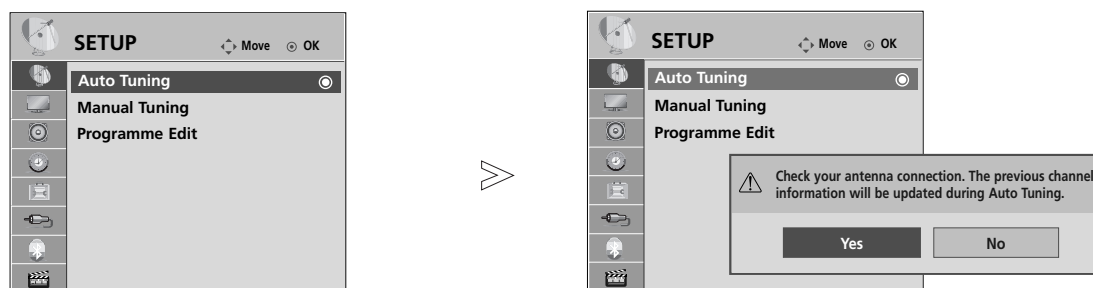 SETUP Move OK
Auto Tuning
Manual Tuning
Programme Edit
SETUP Move OK
Auto Tuning
Manual Tuning
Programme Edit
Check your antenna connection. The previous channel
information will be updated during Auto Tuning.
Yes No